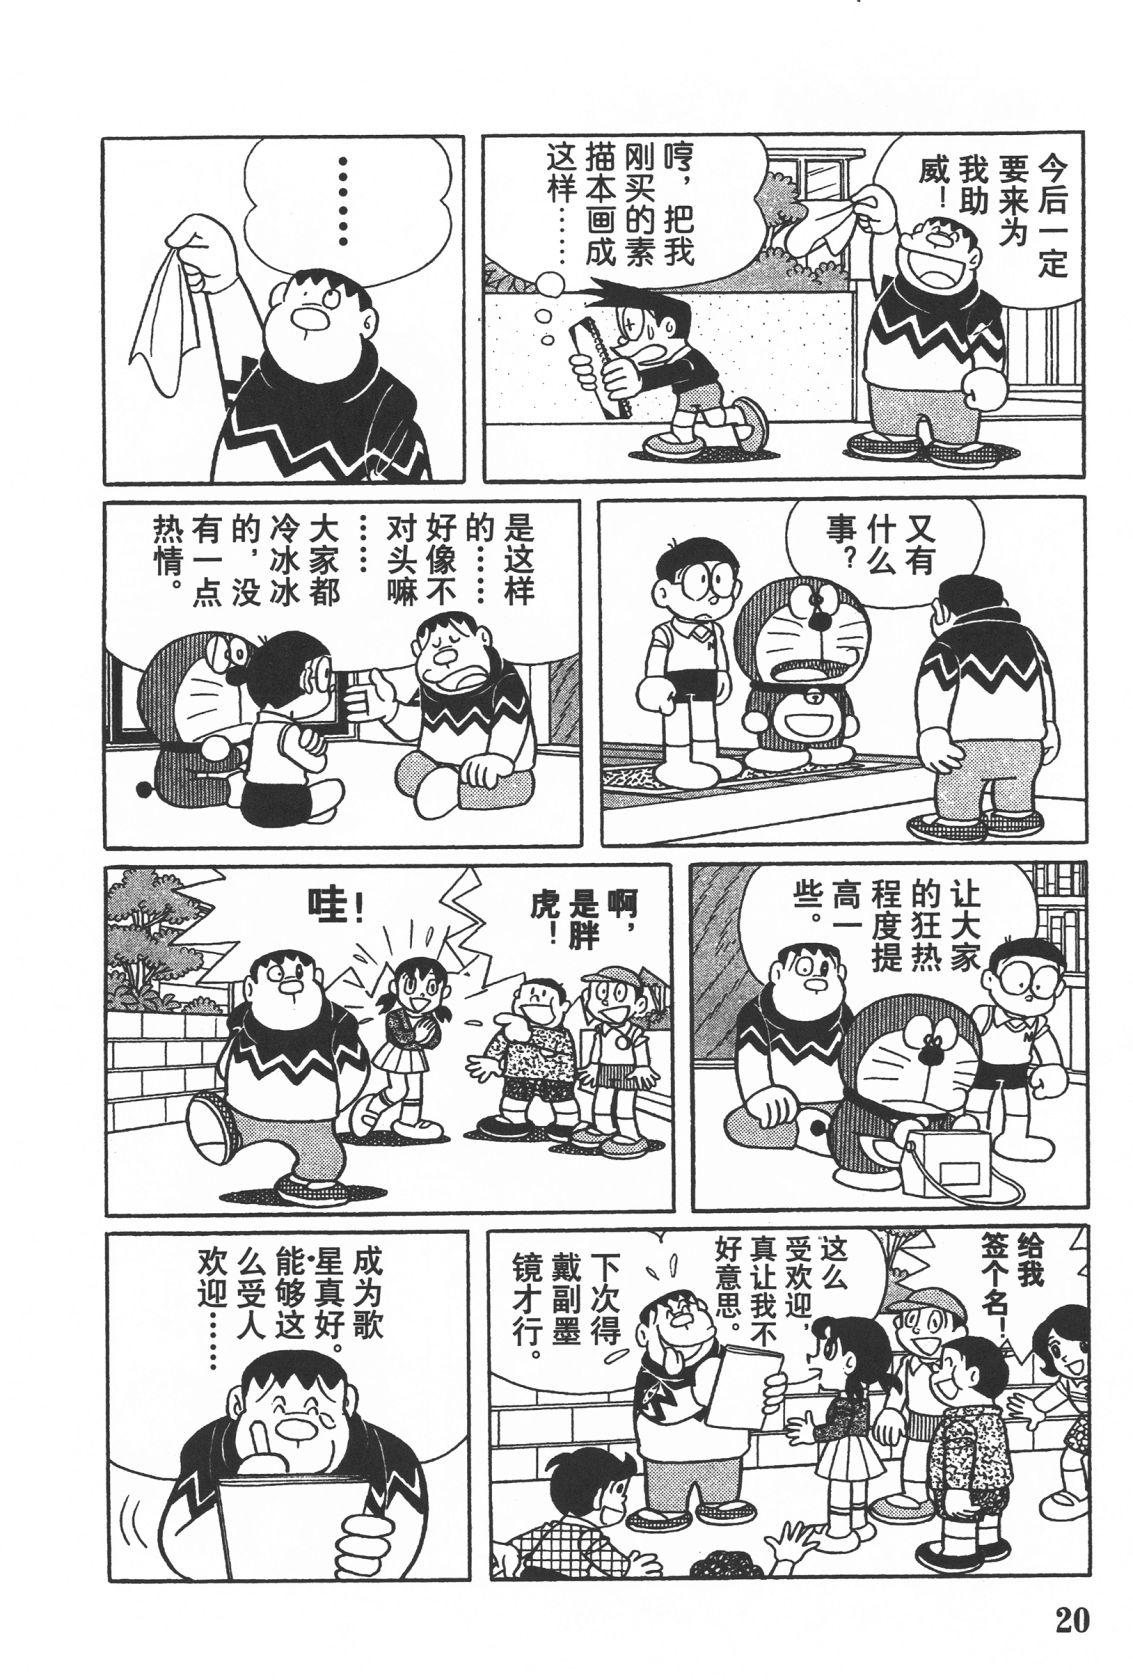 今后一定
要来为
我助
威！
哼，把我
刚买的素
描本画成
这样……
……
又有
什么
事？
是这样
的……
好像不
对头嘛
……
大家都
冷冰冰
的，没
有一点
热情。
让大家
的狂热
程度提
高一
些。
啊，
是胖
虎！
哇！
给我
签个名！
这么
受欢迎，
真让我不
好意思。
下次得
戴副墨
镜才行。
成为歌
星真好。
能够这
么受人
欢迎……
20